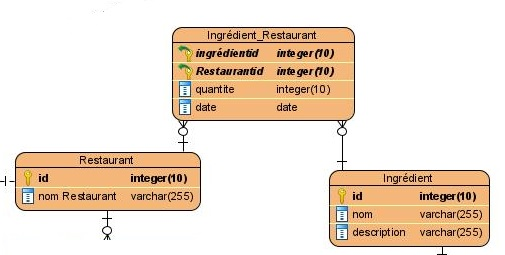 Ingrédient_Restaurant
ingrédientid integer(10)
Restaurantid integer(10)
quantite integer(10)
date date
Restaurant
id integer(10)
nom Restaurant varchar(255)
Ingrédient
id integer(10)
nom varchar(255)
description varchar(255)